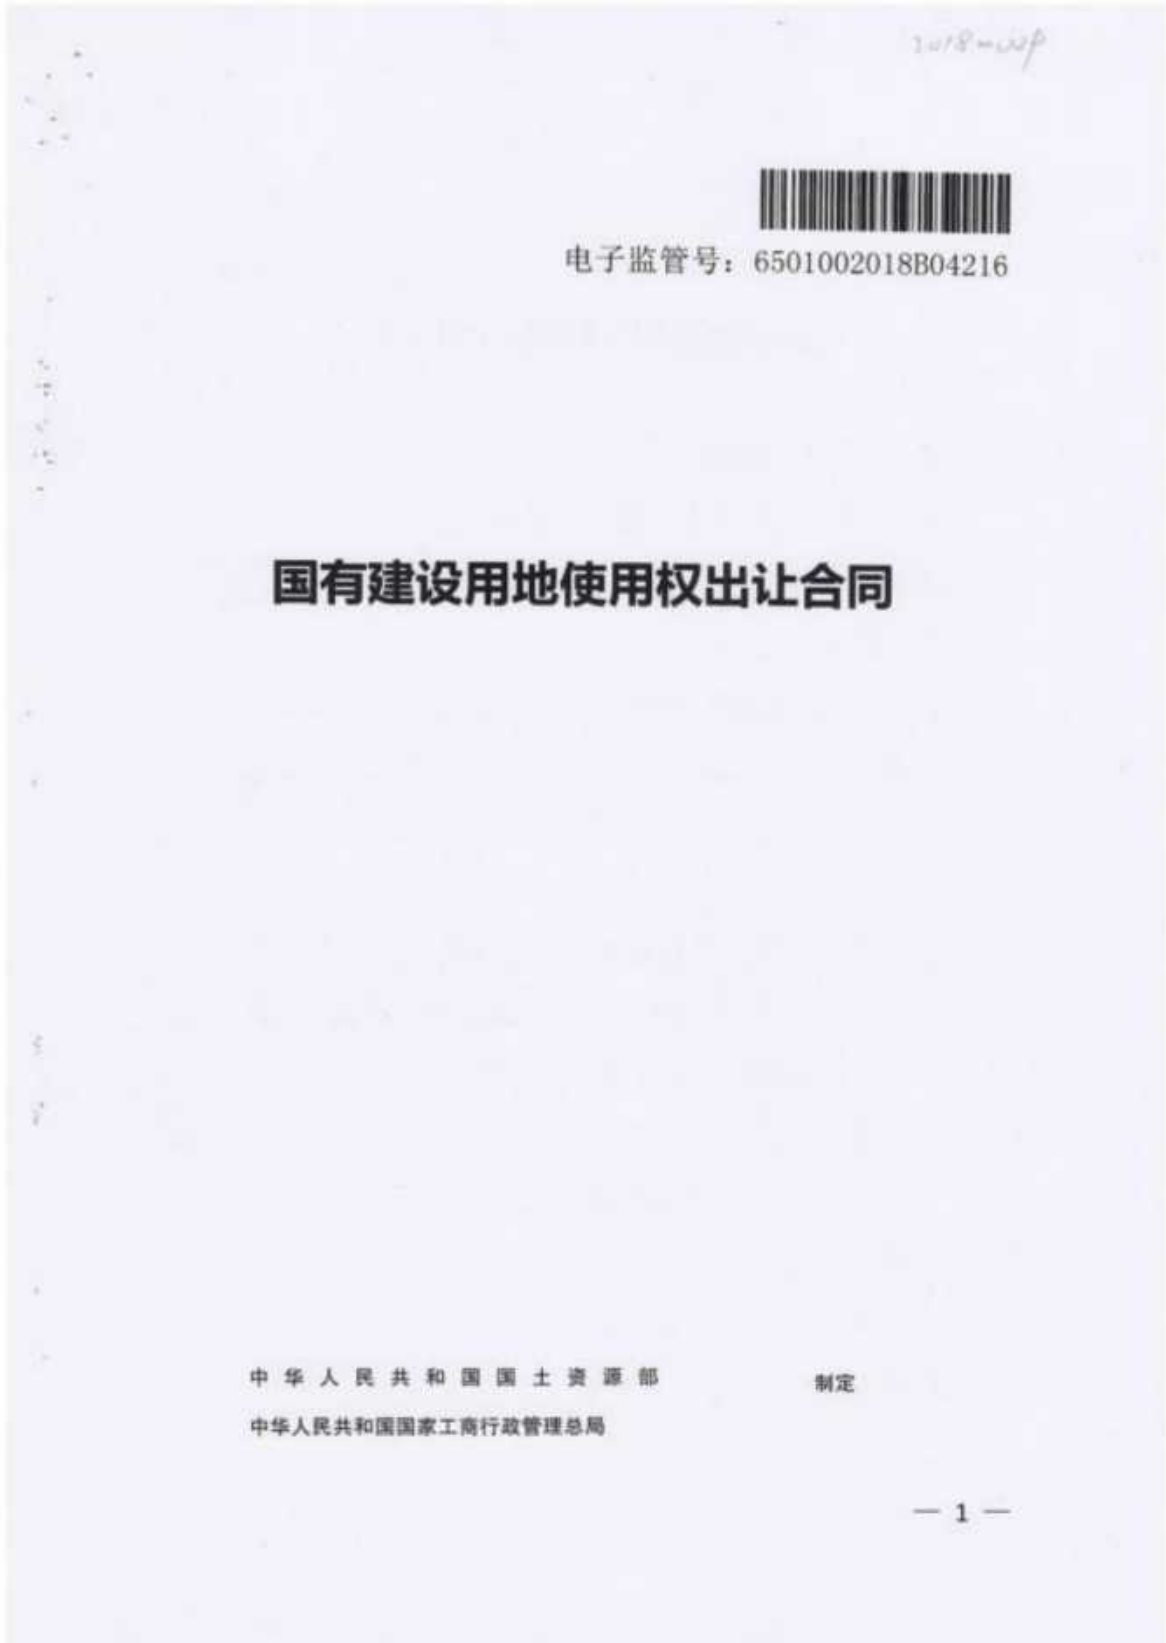 电子监管号：6501002018B04216
国有建设用地使用权出让合同
中华人民共和国国土资源部 制定
中华人民共和国国家工商行政管理总局
— 1 —